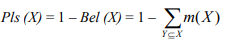 Pls (X) = 1 – Bel (X) = 1 – ∑m(X)
Y⊆X